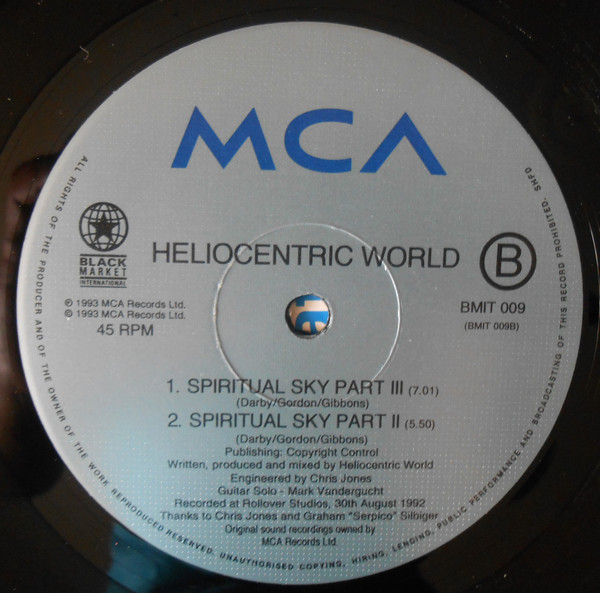 MCA
BLACK
MARKET
INTERNATIONAL
HELIOCENTRIC WORLD
B
℗ 1993 MCA Records Ltd.
© 1993 MCA Records Ltd.
45 RPM
BMIT 009
(BMIT 009B)
1. SPIRITUAL SKY PART III (7.01)
(Darby/Gordon/Gibbons)
2. SPIRITUAL SKY PART II (5.50)
(Darby/Gordon/Gibbons)
Publishing: Copyright Control
Written, produced and mixed by Heliocentric World
Engineered by Chris Jones
Guitar Solo - Mark Vandergucht
Recorded at Rollover Studios, 30th August 1992
Thanks to Chris Jones and Graham "Serpico" Silbiger
Original sound recordings owned by
MCA Records Ltd.
ALL RIGHTS OF THE PRODUCER AND OF THE OWNER OF THE WORK REPRODUCED RESERVED. UNAUTHORISED COPYING, HIRING, LENDING, PUBLIC PERFORMANCE AND BROADCASTING OF THIS RECORD PROHIBITED. SHFD